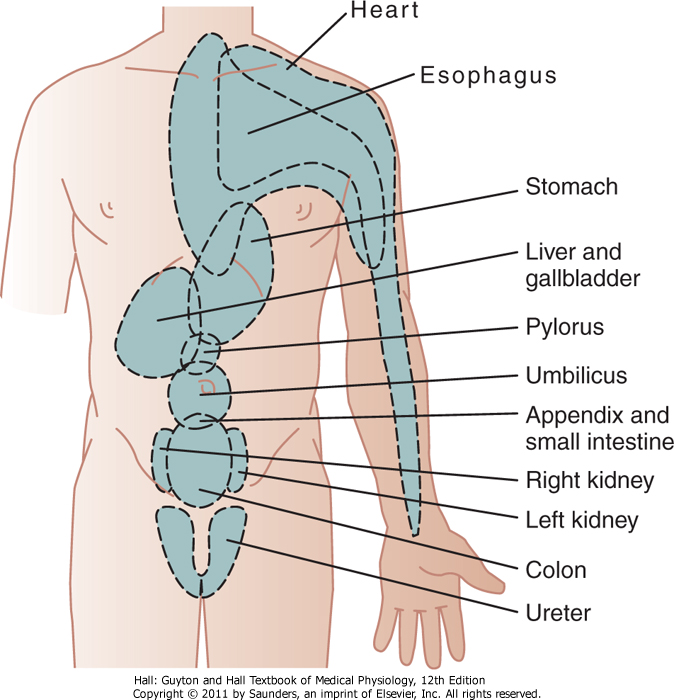 Heart
Esophagus
Stomach
Liver and
gallbladder
Pylorus
Umbilicus
Appendix and
small intestine
Right kidney
Left kidney
Colon
Ureter
Hall: Guyton and Hall Textbook of Medical Physiology, 12th Edition
Copyright © 2011 by Saunders, an imprint of Elsevier, Inc. All rights reserved.